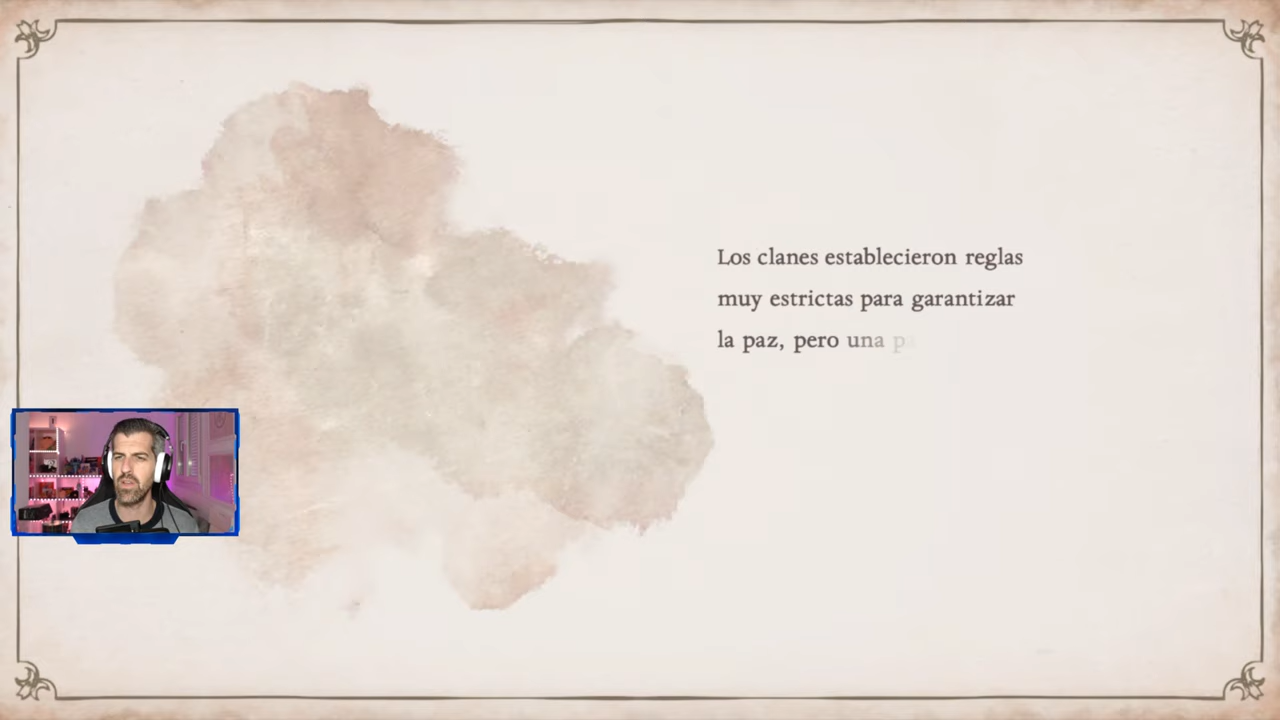 Los clanes establecieron reglas
muy estrictas para garantizar
la paz, pero una